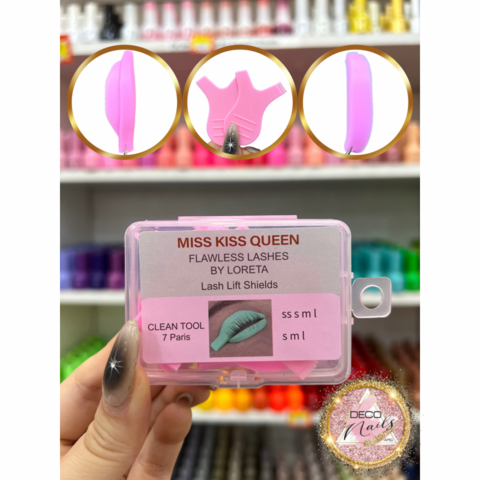 MISS KISS QUEEN
FLAWLESS LASHES
BY LORETA
Lash Lift Shields
CLEAN TOOL
7 Paris
ss s m l
s m l
DECO
Nails